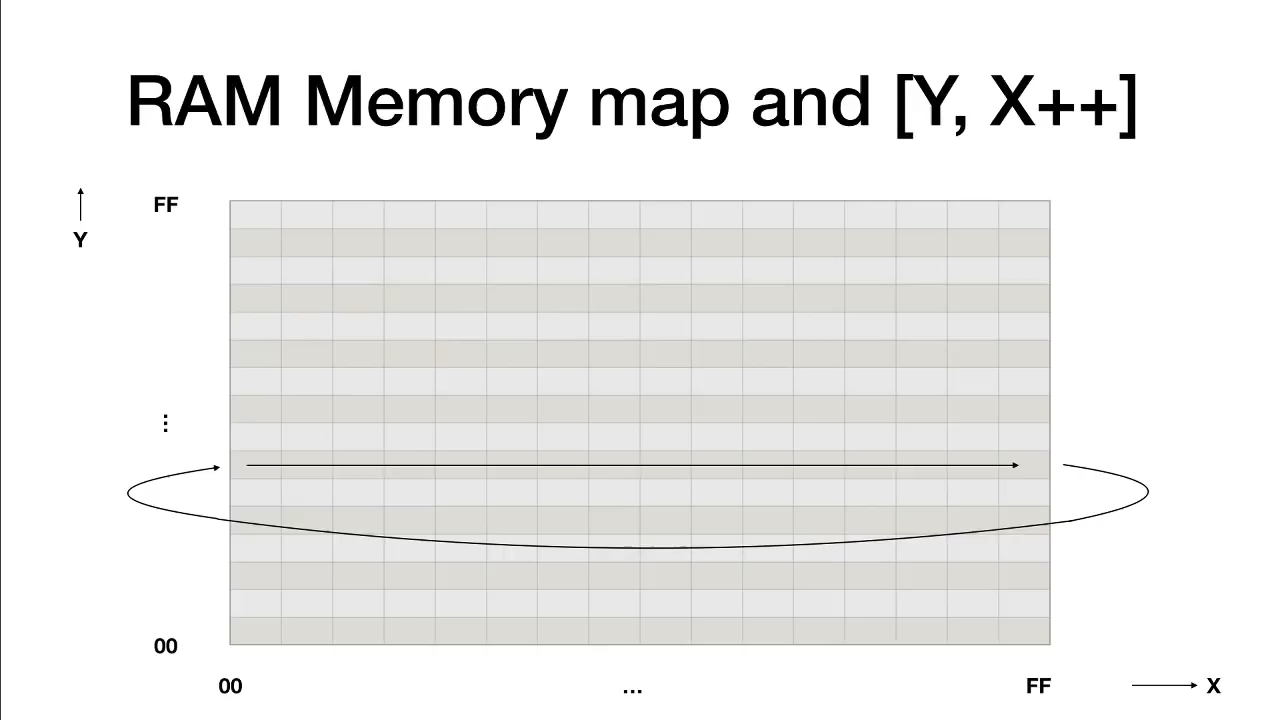 RAM Memory map and [Y, X++]
FF
Y
⋮
00
00
…
FF
X